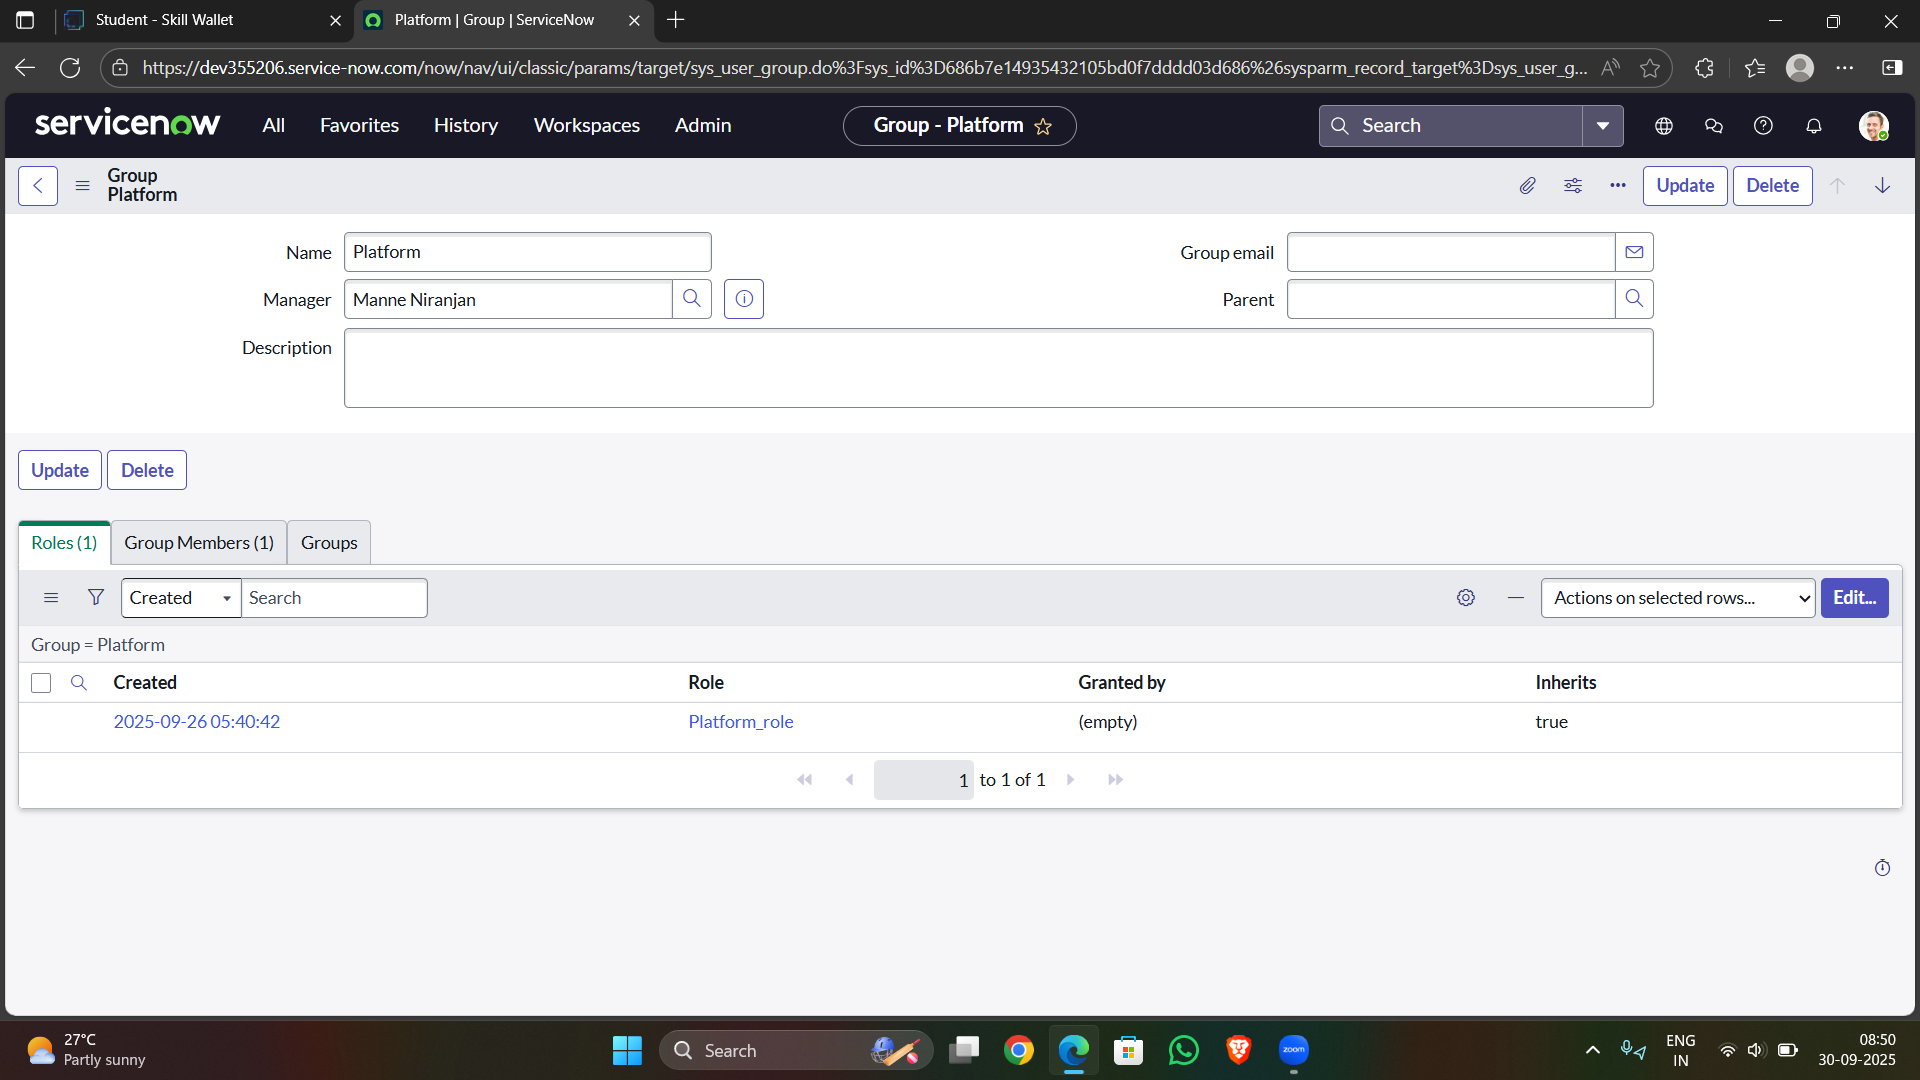 Student - Skill Wallet
Platform | Group | ServiceNow
https://dev355206.service-now.com/now/nav/ui/classic/params/target/sys_user_group.do%3Fsys_id%3D686b7e14935432105bd0f7dddd03d686%26sysparm_record_target%3Dsys_user_g...
servicenow
All
Favorites
History
Workspaces
Admin
Group - Platform
Search
Group
Platform
Update
Delete
Name
Platform
Group email
Manager
Manne Niranjan
Parent
Description
Update
Delete
Roles (1)
Group Members (1)
Groups
Created
Search
Actions on selected rows...
Edit...
Group = Platform
Created
Role
Granted by
Inherits
2025-09-26 05:40:42
Platform_role
(empty)
true
1 to 1 of 1
27°C
Partly sunny
Search
zoom
ENG
IN
08:50
30-09-2025